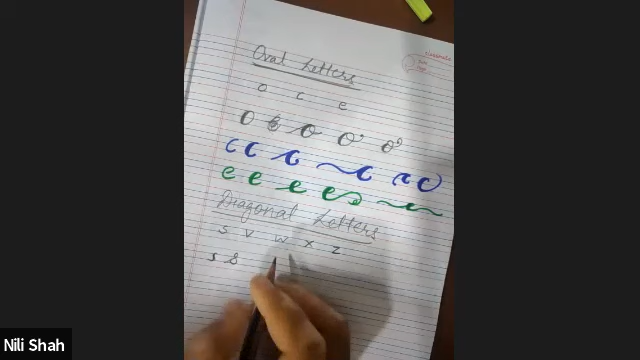 Oval Letters
o c e
o o o o o
c c c c c c
e e e e e
Diagonal Letters
s v w x z
s s
Nili Shah